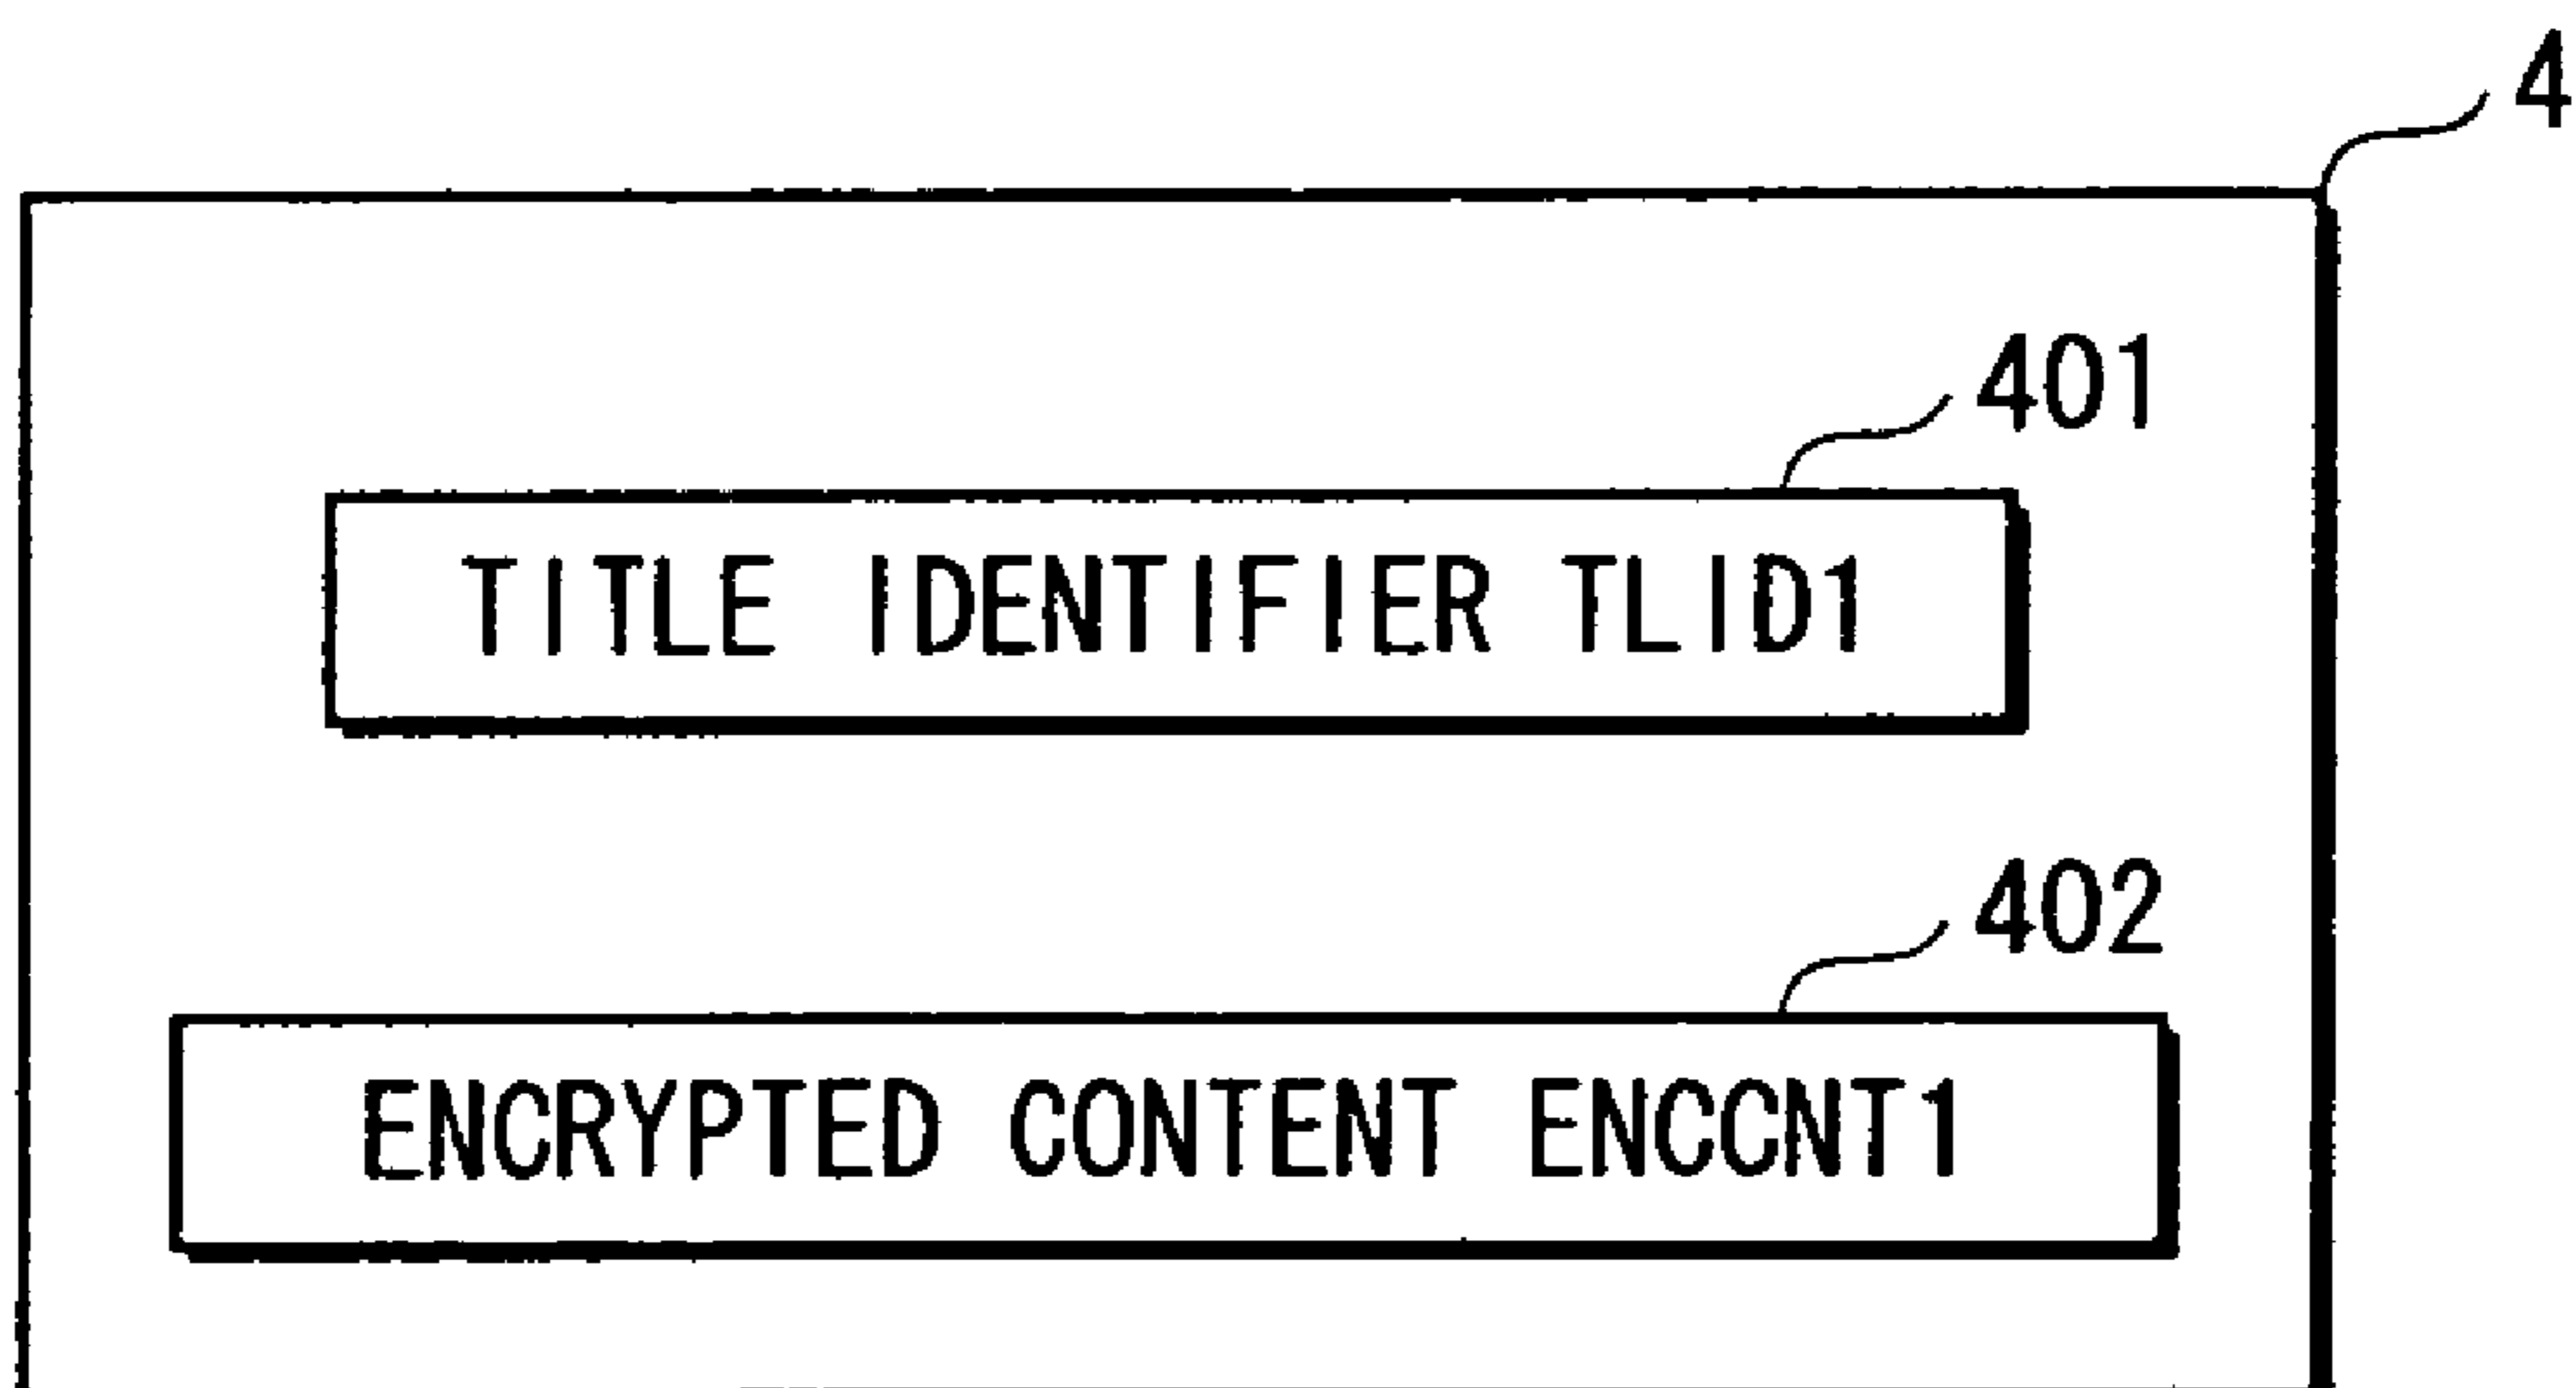 4
401
TITLE IDENTIFIER TLID1
402
ENCRYPTED CONTENT ENCCNT1